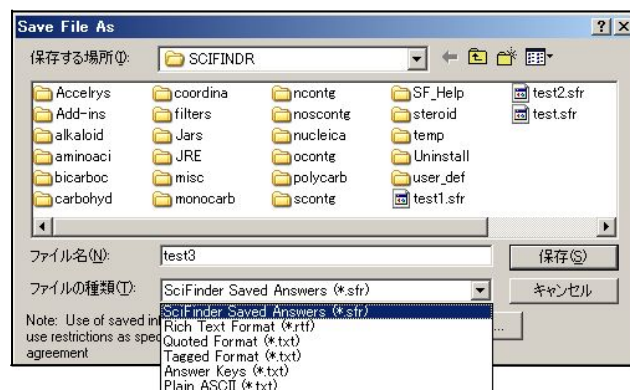 Save File As
保存する場所(I):
SCIFINDR
Accelrys
Add-ins
alkaloid
aminoaci
bicarboc
carbohyd
coordina
filters
Jars
JRE
misc
monocarb
ncontg
noscontg
nucleica
ocontg
polycarb
scontg
SF_Help
steroid
temp
Uninstall
user_def
test1.sfr
test2.sfr
test.sfr
ファイル名(N):
test3
保存(S)
ファイルの種類(T):
SciFinder Saved Answers (*.sfr)
キャンセル
SciFinder Saved Answers (*.sfr)
Rich Text Format (*.rtf)
Quoted Format (*.txt)
Tagged Format (*.txt)
Answer Keys (*.txt)
Plain ASCII (*.txt)
Note: Use of saved
use restrictions as
agreement
...